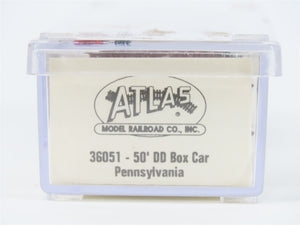 ATLAS
®
MODEL RAILROAD CO., INC.
36051 - 50' DD Box Car
Pennsylvania